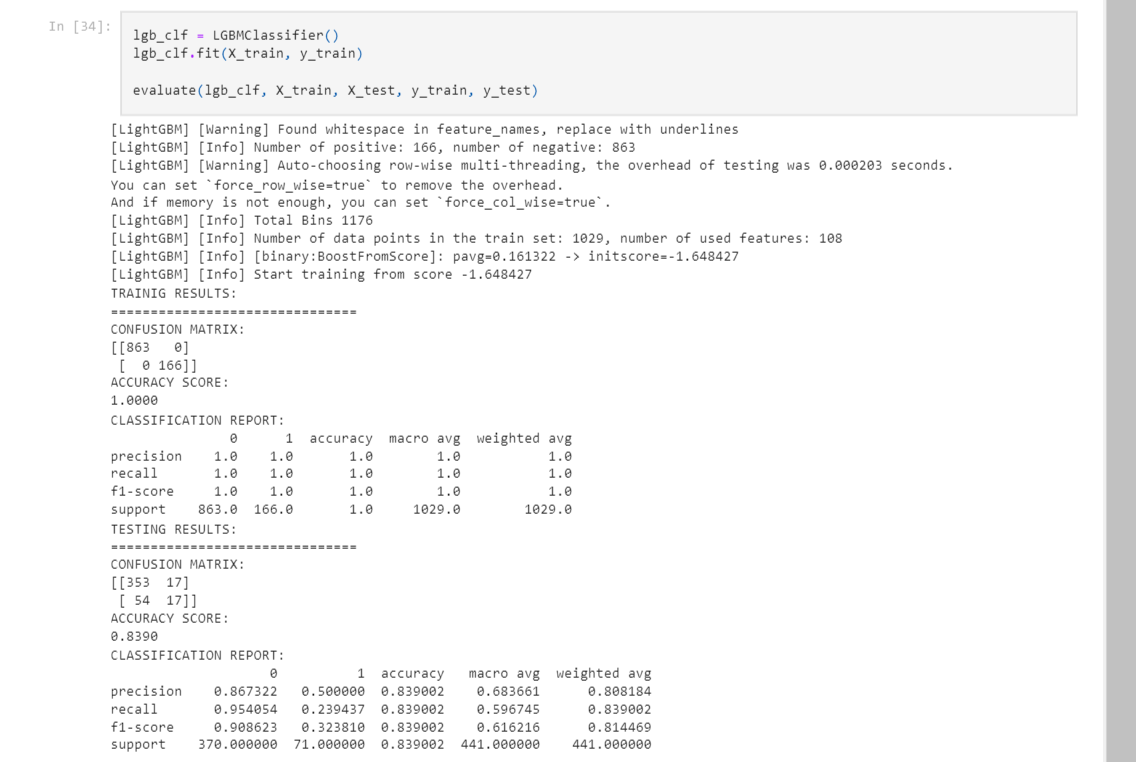 In [34]:
lgb_clf = LGBMClassifier()
lgb_clf.fit(X_train, y_train)
evaluate(lgb_clf, X_train, X_test, y_train, y_test)
[LightGBM] [Warning] Found whitespace in feature_names, replace with underlines
[LightGBM] [Info] Number of positive: 166, number of negative: 863
[LightGBM] [Warning] Auto-choosing row-wise multi-threading, the overhead of testing was 0.000203 seconds.
You can set `force_row_wise=true` to remove the overhead.
And if memory is not enough, you can set `force_col_wise=true`.
[LightGBM] [Info] Total Bins 1176
[LightGBM] [Info] Number of data points in the train set: 1029, number of used features: 108
[LightGBM] [Info] [binary:BoostFromScore]: pavg=0.161322 -> initscore=-1.648427
[LightGBM] [Info] Start training from score -1.648427
TRAINIG RESULTS:
===============================
CONFUSION MATRIX:
[[863   0]
 [  0 166]]
ACCURACY SCORE:
1.0000
CLASSIFICATION REPORT:
               0      1  accuracy  macro avg  weighted avg
precision    1.0    1.0       1.0        1.0           1.0
recall       1.0    1.0       1.0        1.0           1.0
f1-score     1.0    1.0       1.0        1.0           1.0
support    863.0  166.0       1.0     1029.0        1029.0
TESTING RESULTS:
===============================
CONFUSION MATRIX:
[[353  17]
 [ 54  17]]
ACCURACY SCORE:
0.8390
CLASSIFICATION REPORT:
                    0          1  accuracy   macro avg  weighted avg
precision    0.867322   0.500000  0.839002    0.683661      0.808184
recall       0.954054   0.239437  0.839002    0.596745      0.839002
f1-score     0.908623   0.323810  0.839002    0.616216      0.814469
support    370.000000  71.000000  0.839002  441.000000    441.000000